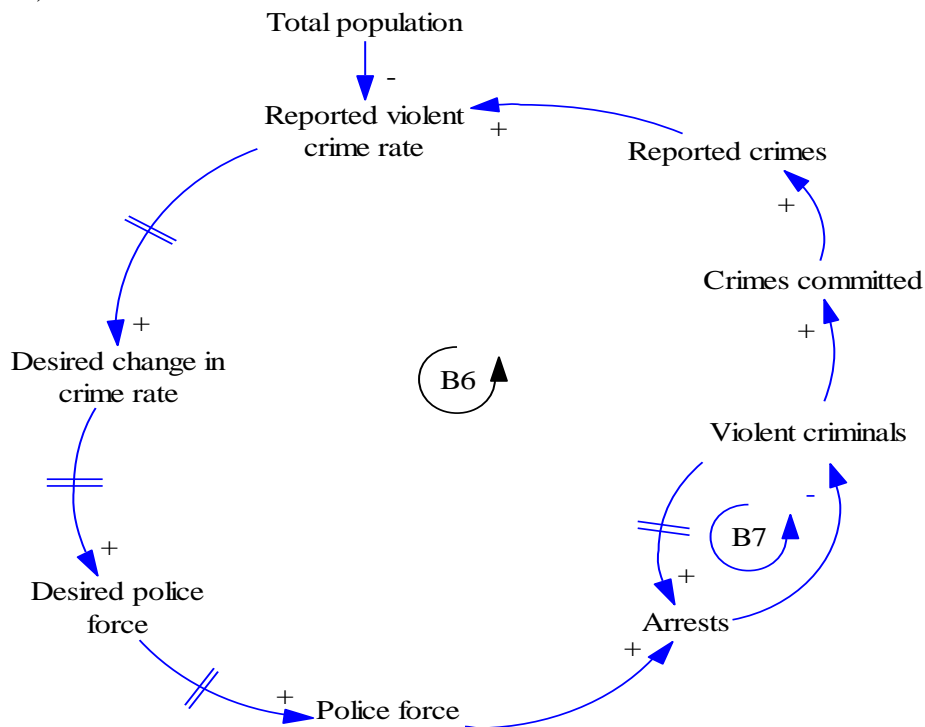 Total population
-
Reported violent
crime rate
+
Reported crimes
+
Crimes committed
+
+
Desired change in
crime rate
B6
Violent criminals
-
B7
+
Desired police
force
+
Arrests
+
+
Police force